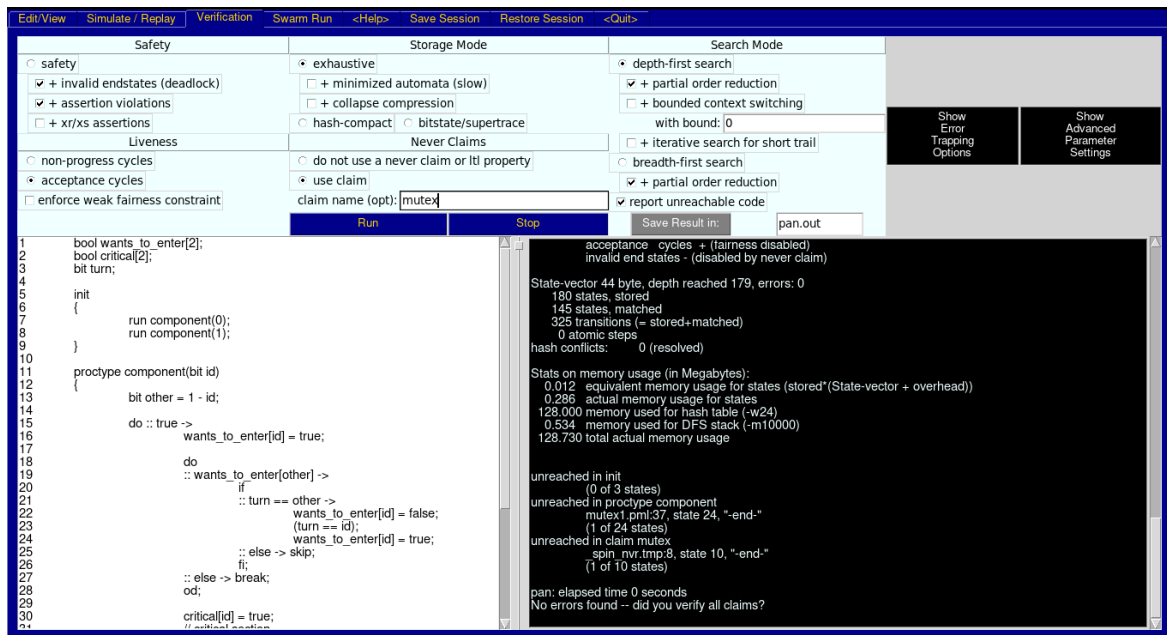 Edit/View Simulate / Replay Verification Swarm Run <Help> Save Session Restore Session <Quit>
Safety
safety
+ invalid endstates (deadlock)
+ assertion violations
+ xr/xs assertions
Liveness
non-progress cycles
acceptance cycles
enforce weak fairness constraint
Storage Mode
exhaustive
+ minimized automata (slow)
+ collapse compression
hash-compact bitstate/supertrace
Never Claims
do not use a never claim or ltl property
use claim
claim name (opt): mutex
Run Stop
Search Mode
depth-first search
+ partial order reduction
+ bounded context switching
with bound: 0
+ iterative search for short trail
breadth-first search
+ partial order reduction
report unreachable code
Save Result in: pan.out
Show
Error
Trapping
Options
Show
Advanced
Parameter
Settings
1 bool wants_to_enter[2];
2 bool critical[2];
3 bit turn;
4
5 init
6 {
7 run component(0);
8 run component(1);
9 }
10
11 proctype component(bit id)
12 {
13 bit other = 1 - id;
14
15 do :: true ->
16 wants_to_enter[id] = true;
17
18 do
19 :: wants_to_enter[other] ->
20 if
21 :: turn == other ->
22 wants_to_enter[id] = false;
23 (turn == id);
24 wants_to_enter[id] = true;
25 :: else -> skip;
26 fi;
27 :: else -> break;
28 od;
29
30 critical[id] = true;
31 // critical section
acceptance cycles + (fairness disabled)
invalid end states - (disabled by never claim)
State-vector 44 byte, depth reached 179, errors: 0
180 states, stored
145 states, matched
325 transitions (= stored+matched)
0 atomic steps
hash conflicts: 0 (resolved)
Stats on memory usage (in Megabytes):
0.012 equivalent memory usage for states (stored*(State-vector + overhead))
0.286 actual memory usage for states
128.000 memory used for hash table (-w24)
0.534 memory used for DFS stack (-m10000)
128.730 total actual memory usage
unreached in init
(0 of 3 states)
unreached in proctype component
mutex1.pml:37, state 24, "-end-"
(1 of 24 states)
unreached in claim mutex
_spin_nvr.tmp:8, state 10, "-end-"
(1 of 10 states)
pan: elapsed time 0 seconds
No errors found -- did you verify all claims?